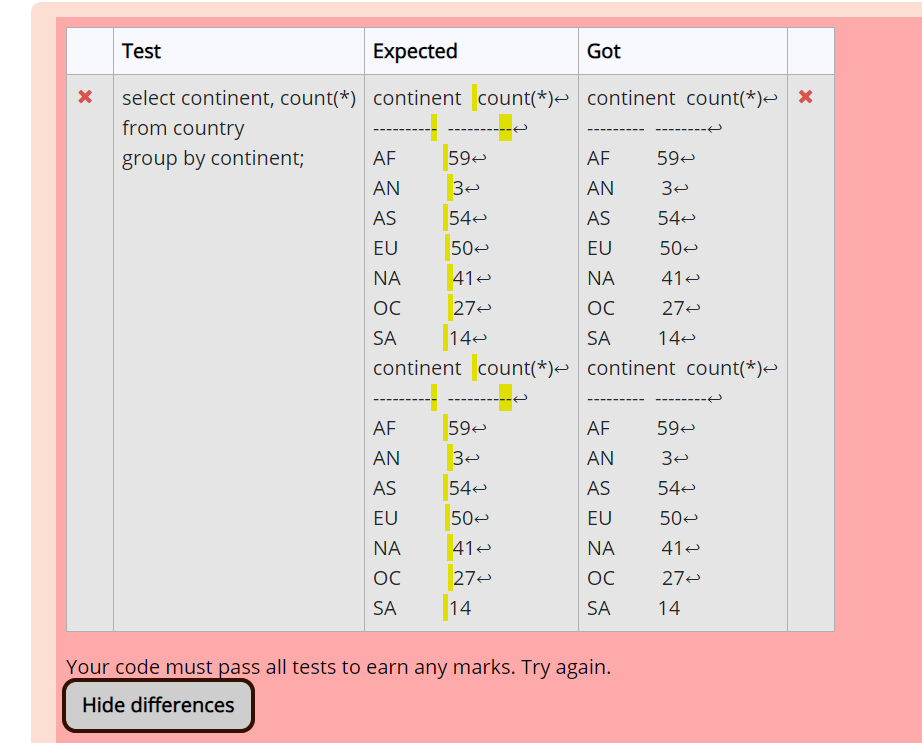 Test
Expected
Got
✖
select continent, count(*)
from country
group by continent;
continent  count(*)↩
----------  ----------↩
AF          59↩
AN          3↩
AS          54↩
EU          50↩
NA          41↩
OC          27↩
SA          14↩
continent  count(*)↩
----------  ----------↩
AF          59↩
AN          3↩
AS          54↩
EU          50↩
NA          41↩
OC          27↩
SA          14
continent  count(*)↩
---------  --------↩
AF         59↩
AN         3↩
AS         54↩
EU         50↩
NA         41↩
OC         27↩
SA         14↩
continent  count(*)↩
---------  --------↩
AF         59↩
AN         3↩
AS         54↩
EU         50↩
NA         41↩
OC         27↩
SA         14
✖
Your code must pass all tests to earn any marks. Try again.
Hide differences